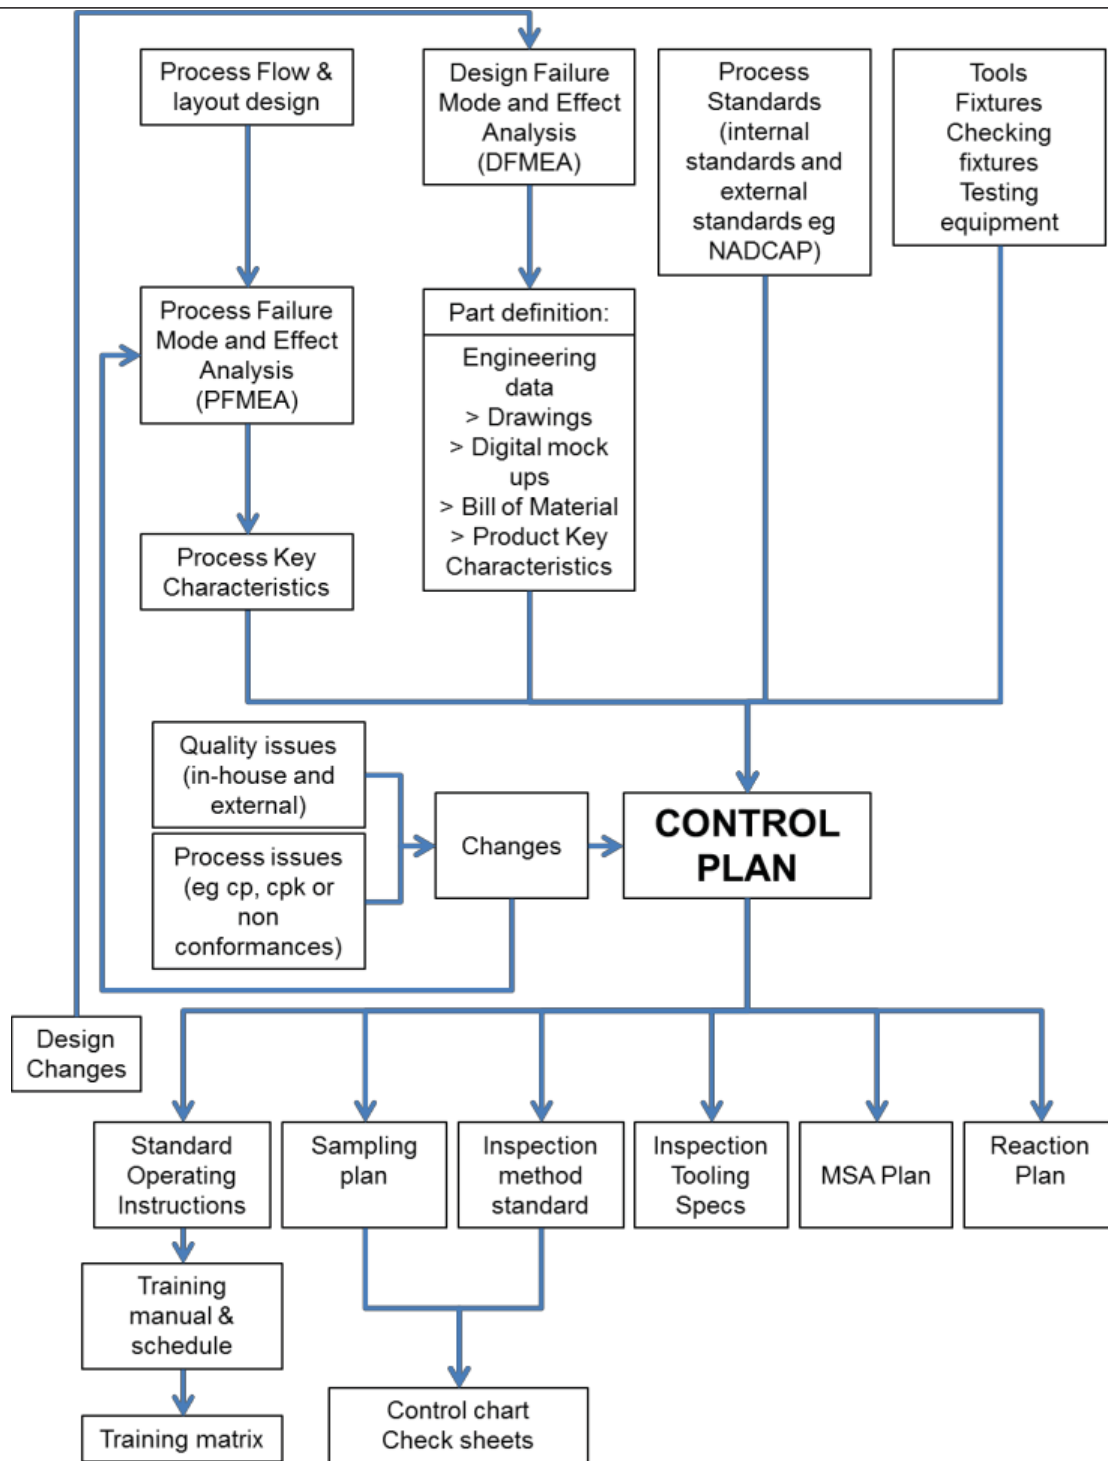 Process Flow &
layout design
Design Failure
Mode and Effect
Analysis
(DFMEA)
Process
Standards
(internal
standards and
external
standards eg
NADCAP)
Tools
Fixtures
Checking
fixtures
Testing
equipment
Process Failure
Mode and Effect
Analysis
(PFMEA)
Part definition:
Engineering
data
> Drawings
> Digital mock
ups
> Bill of Material
> Product Key
Characteristics
Process Key
Characteristics
Quality issues
(in-house and
external)
Process issues
(eg cp, cpk or
non
conformances)
Changes
CONTROL
PLAN
Design
Changes
Standard
Operating
Instructions
Sampling
plan
Inspection
method
standard
Inspection
Tooling
Specs
MSA Plan
Reaction
Plan
Training
manual &
schedule
Training matrix
Control chart
Check sheets